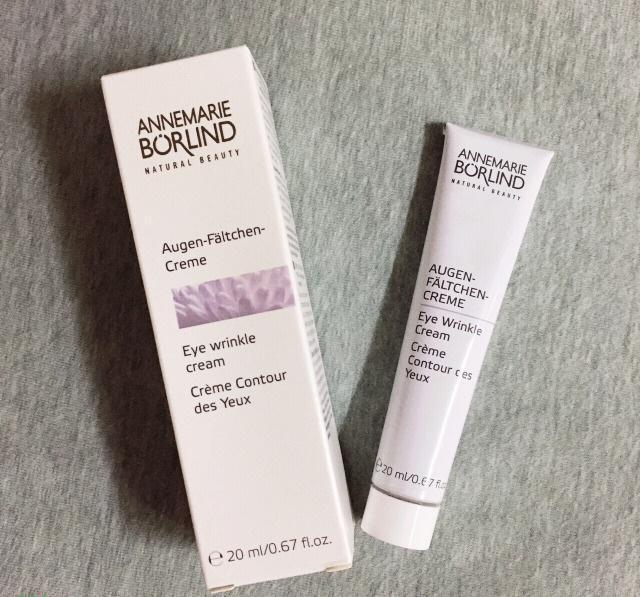 ANNEMARIE
BÖRLIND
NATURAL BEAUTY
Augen-Fältchen-
Creme
Eye wrinkle
cream
Crème Contour
des Yeux
℮ 20 ml/0.67 fl.oz.
ANNEMARIE
BÖRLIND
NATURAL BEAUTY
AUGEN-
FÄLTCHEN-
CREME
Eye Wrinkle
Cream
Crème
Contour des
Yeux
℮20 ml/0.67 fl.oz